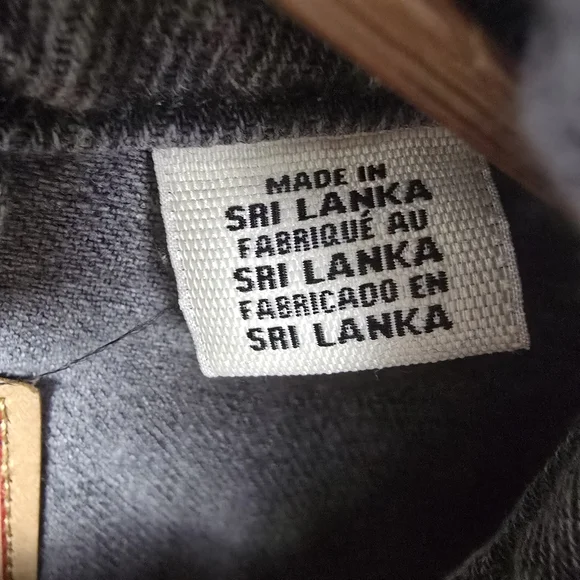 MADE IN
SRI LANKA
FABRIQUÉ AU
SRI LANKA
FABRICADO EN
SRI LANKA